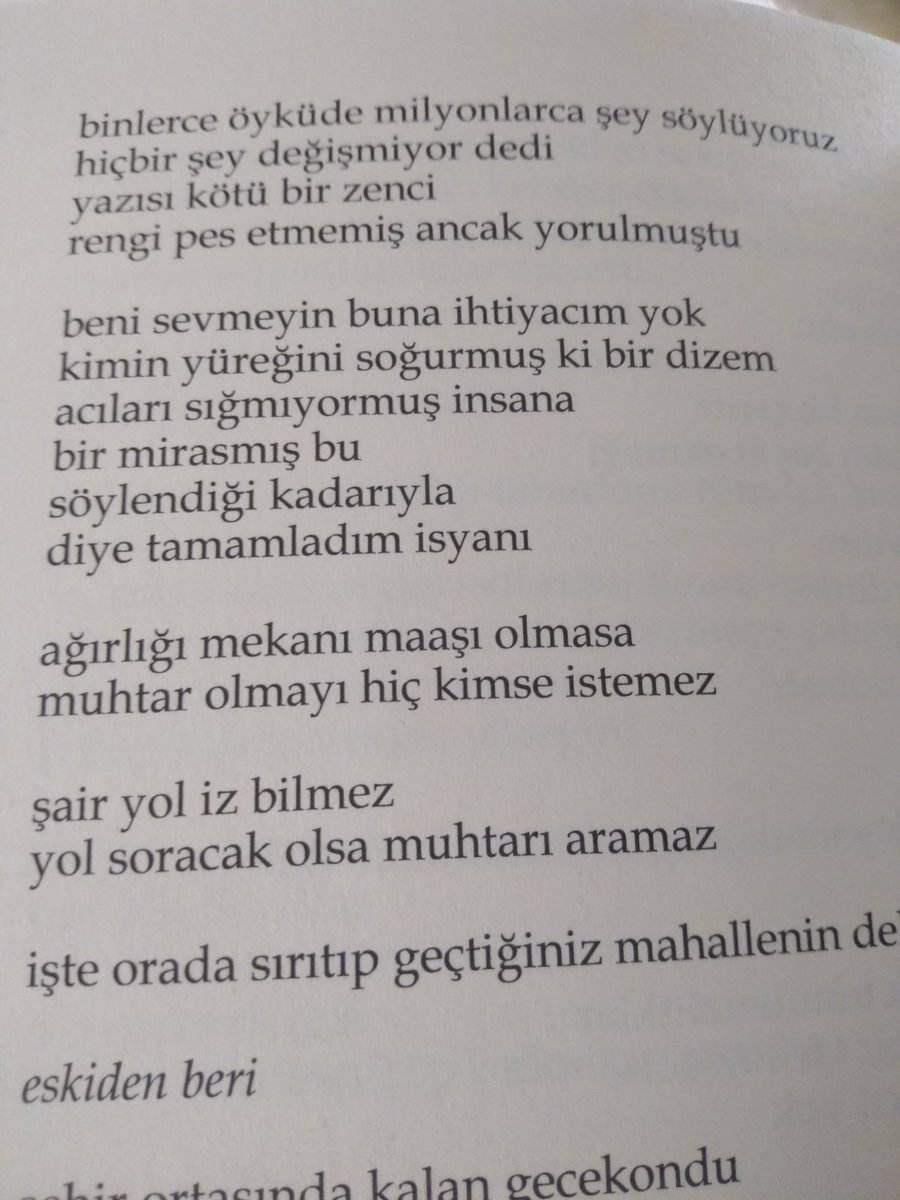 binlerce öyküde milyonlarca şey söylüyoruz
hiçbir şey değişmiyor dedi
yazısı kötü bir zenci
rengi pes etmemiş ancak yorulmuştu
beni sevmeyin buna ihtiyacım yok
kimin yüreğini soğurmuş ki bir dizem
acıları sığmıyormuş insana
bir mirasmış bu
söylendiği kadarıyla
diye tamamladım isyanı
ağırlığı mekanı maaşı olmasa
muhtar olmayı hiç kimse istemez
şair yol iz bilmez
yol soracak olsa muhtarı aramaz
işte orada sırıtıp geçtiğiniz mahallenin
eskiden beri
ortasında kalan gecekondu